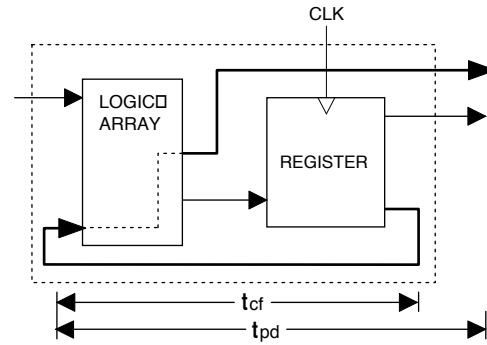 CLK
LOGIC□
ARRAY
REGISTER
tcf
tpd